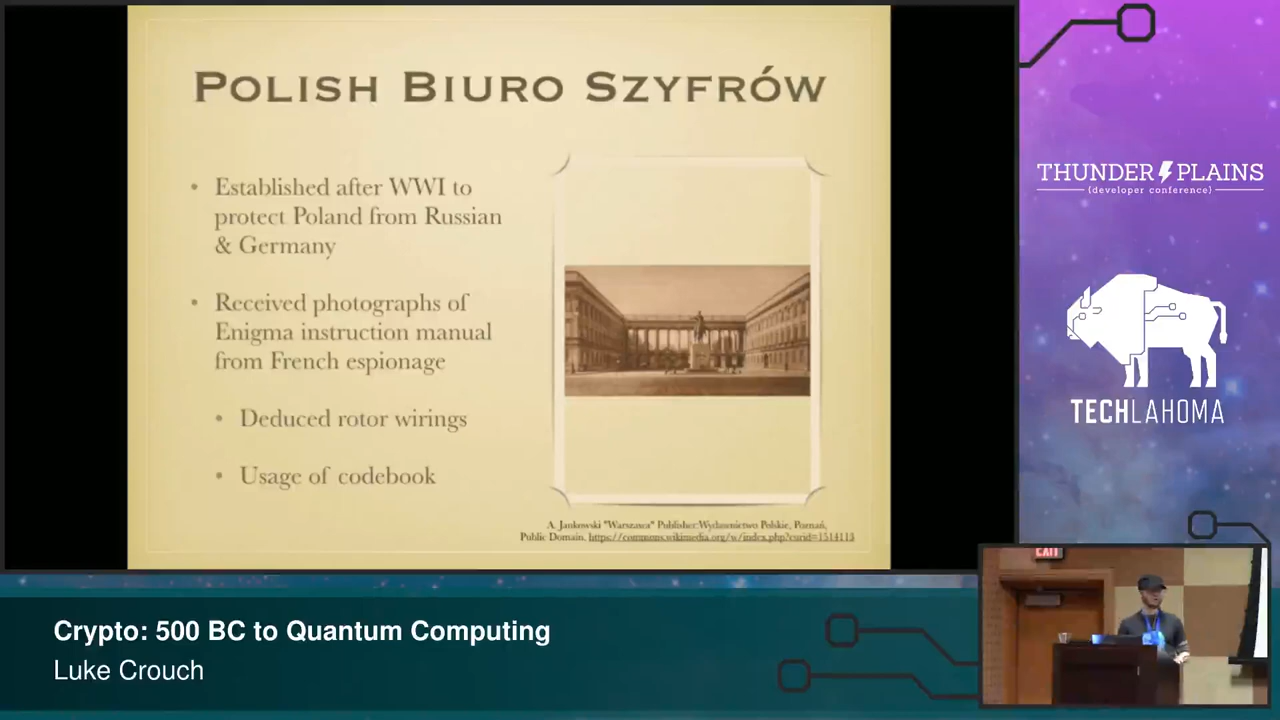 POLISH BIURO SZYFRÓW
• Established after WWI to
protect Poland from Russian
& Germany
• Received photographs of
Enigma instruction manual
from French espionage
• Deduced rotor wirings
• Usage of codebook
A. Jankowski "Warszawa" Publisher: Wydawnictwo Polskie, Poznań,
Public Domain, https://commons.wikimedia.org/w/index.php?curid=1514113
THUNDER PLAINS
{developer conference}
TECHLAHOMA
EXIT
Crypto: 500 BC to Quantum Computing
Luke Crouch